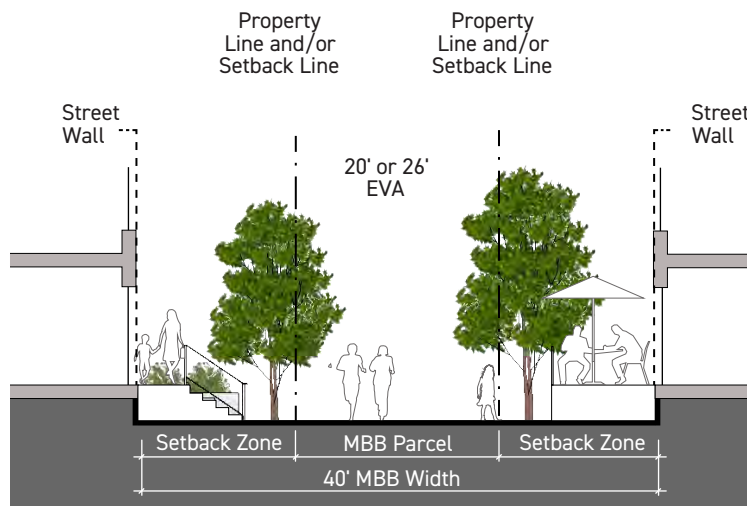 Property
Line and/or
Setback Line
Property
Line and/or
Setback Line
Street
Wall
Street
Wall
20' or 26'
EVA
Setback Zone
MBB Parcel
Setback Zone
40' MBB Width